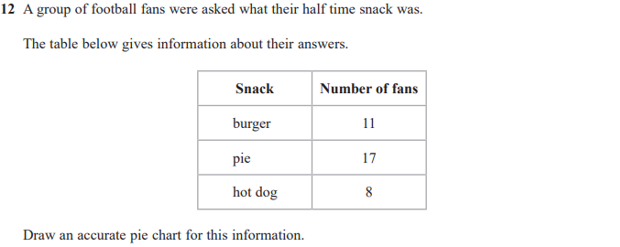 12 A group of football fans were asked what their half time snack was.
The table below gives information about their answers.
Snack Number of fans
burger 11
pie 17
hot dog 8
Draw an accurate pie chart for this information.